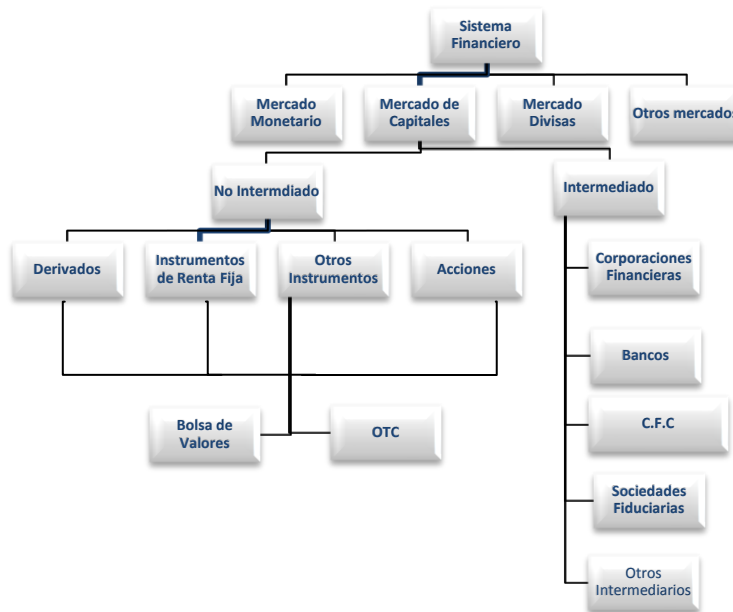 Sistema
Financiero
Mercado
Monetario
Mercado de
Capitales
Mercado
Divisas
Otros mercados
No Intermdiado
Intermediado
Derivados
Instrumentos
de Renta Fija
Otros
Instrumentos
Acciones
Corporaciones
Financieras
Bancos
C.F.C
Sociedades
Fiduciarias
Otros
Intermediarios
Bolsa de
Valores
OTC